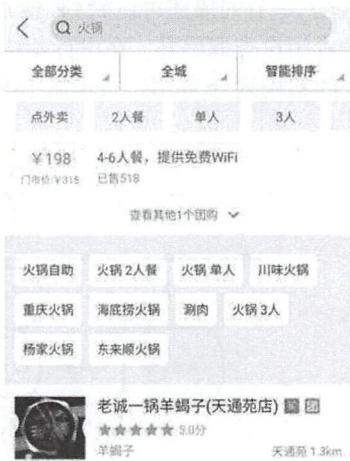 火锅
全部分类 全城 智能排序
点外卖 2人餐 单人 3人
¥198 4-6人餐，提供免费WiFi
门市价:¥316 已售518
查看其他1个团购
火锅自助 火锅 2人餐 火锅 单人 川味火锅
重庆火锅 海底捞火锅 涮肉 火锅 3人
杨家火锅 东来顺火锅
老诚一锅羊蝎子(天通苑店) 团
5.0分
羊蝎子 天通苑 1.3km